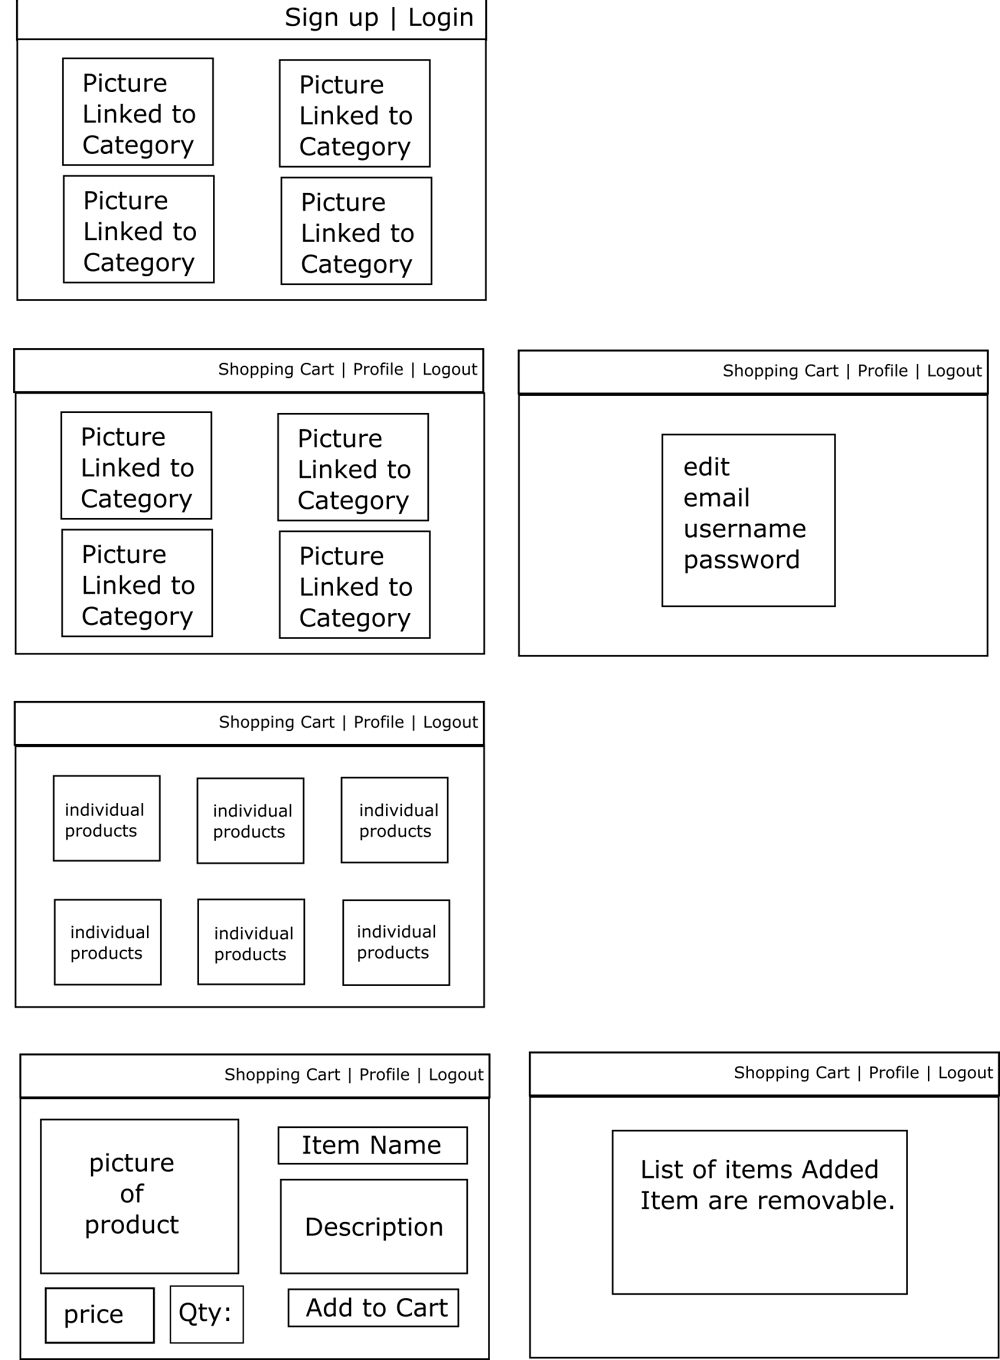 Sign up | Login
Picture
Linked to
Category
Picture
Linked to
Category
Picture
Linked to
Category
Picture
Linked to
Category
Shopping Cart | Profile | Logout
Picture
Linked to
Category
Picture
Linked to
Category
Picture
Linked to
Category
Picture
Linked to
Category
Shopping Cart | Profile | Logout
edit
email
username
password
Shopping Cart | Profile | Logout
individual
products
individual
products
individual
products
individual
products
individual
products
individual
products
Shopping Cart | Profile | Logout
picture
of
product
Item Name
Description
price
Qty:
Add to Cart
Shopping Cart | Profile | Logout
List of items Added
Item are removable.